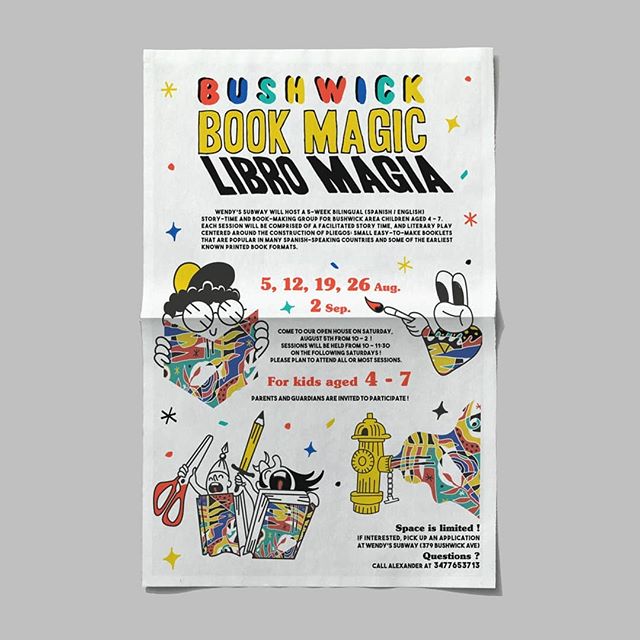 BUSHWICK
BOOK MAGIC
LIBRO MAGIA
WENDY'S SUBWAY WILL HOST A 5-WEEK BILINGUAL (SPANISH / ENGLISH)
STORY-TIME AND BOOK-MAKING GROUP FOR BUSHWICK AREA CHILDREN AGED 4 - 7.
EACH SESSION WILL BE COMPRISED OF A FACILITATED STORY TIME, AND LITERARY PLAY
CENTERED AROUND THE CONSTRUCTION OF PLIEGOS: SMALL EASY-TO-MAKE BOOKLETS
THAT ARE POPULAR IN MANY SPANISH-SPEAKING COUNTRIES AND SOME OF THE EARLIEST
KNOWN PRINTED BOOK FORMATS.
5, 12, 19, 26 Aug.
2 Sep.
COME TO OUR OPEN HOUSE ON SATURDAY,
AUGUST 5TH FROM 10 - 2 !
SESSIONS WILL BE HELD FROM 10 - 11:30
ON THE FOLLOWING SATURDAYS !
PLEASE PLAN TO ATTEND ALL OR MOST SESSIONS.
For kids aged 4 - 7
PARENTS AND GUARDIANS ARE INVITED TO PARTICIPATE !
Space is limited !
IF INTERESTED, PICK UP AN APPLICATION
AT WENDY'S SUBWAY (379 BUSHWICK AVE)
Questions ?
CALL ALEXANDER AT 3477653713